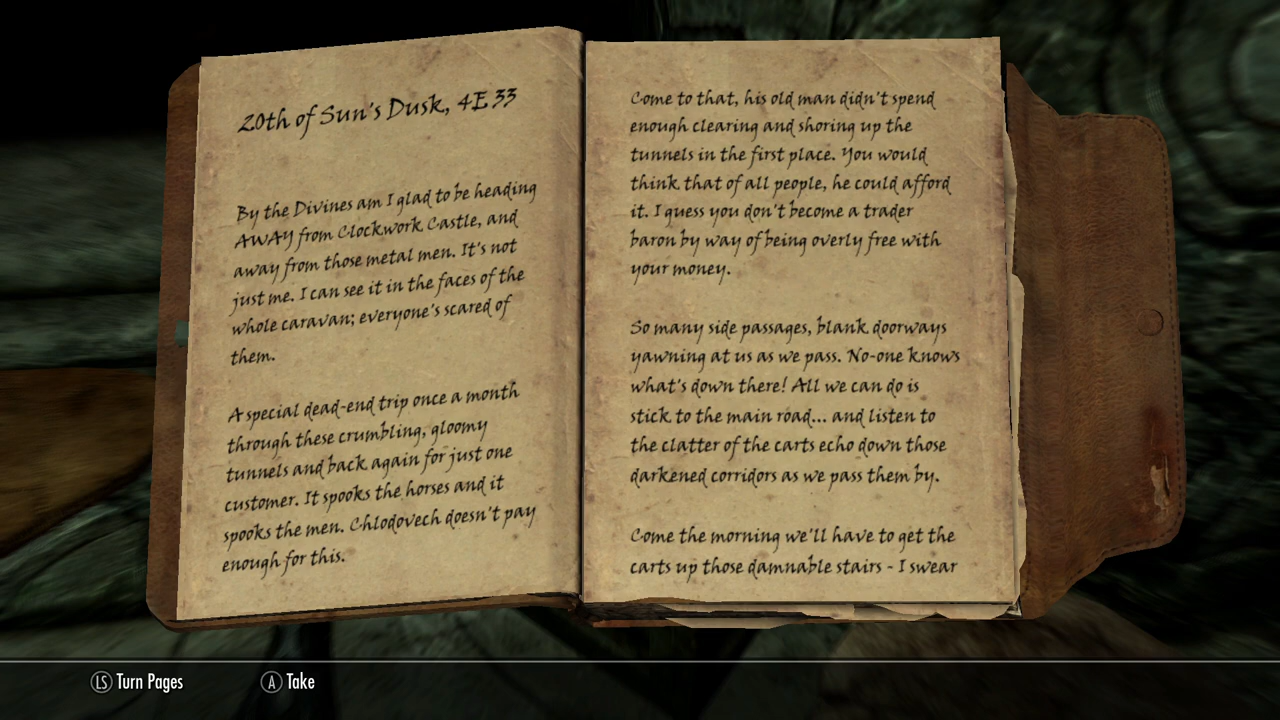 20th of Sun's Dusk, 4E 33
By the Divines am I glad to be heading
AWAY from Clockwork Castle, and
away from those metal men. It's not
just me. I can see it in the faces of the
whole caravan; everyone's scared of
them.
A special dead-end trip once a month
through these crumbling, gloomy
tunnels and back again for just one
customer. It spooks the horses and it
spooks the men. Chlodovech doesn't pay
enough for this.
Come to that, his old man didn't spend
enough clearing and shoring up the
tunnels in the first place. You would
think that of all people, he could afford
it. I guess you don't become a trader
baron by way of being overly free with
your money.
So many side passages, blank doorways
yawning at us as we pass. No-one knows
what's down there! All we can do is
stick to the main road... and listen to
the clatter of the carts echo down those
darkened corridors as we pass them by.
Come the morning we'll have to get the
carts up those damnable stairs - I swear
LS Turn Pages
A Take